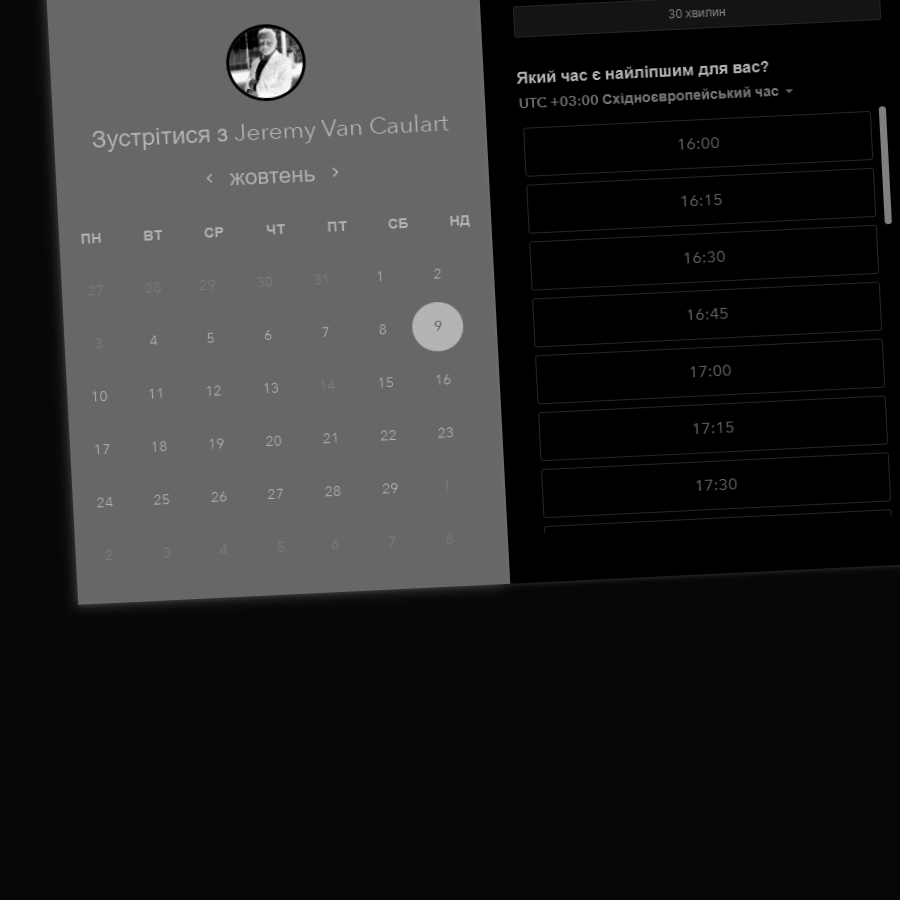 Зустрітися з Jeremy Van Caulart
жовтень
ПН ВТ СР ЧТ ПТ СБ НД
27 28 29 30 31 1 2
3 4 5 6 7 8 9
10 11 12 13 14 15 16
17 18 19 20 21 22 23
24 25 26 27 28 29 1
2 3 4 5 6 7 8
30 хвилин
Який час є найліпшим для вас?
UTC +03:00 Східноєвропейський час
16:00
16:15
16:30
16:45
17:00
17:15
17:30